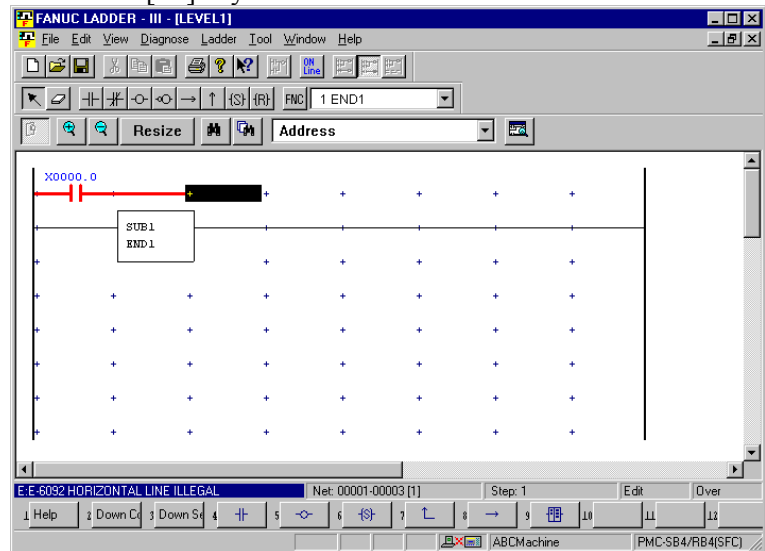 FANUC LADDER - III - [LEVEL1]
File Edit View Diagnose Ladder Tool Window Help
ON Line
{S} {R} FNC 1 END1
Resize Address
X0000.0
SUB1
END1
E:E-6092 HORIZONTAL LINE ILLEGAL Net: 00001-00003 [1] Step: 1 Edit Over
1 Help 2 Down Co 3 Down Se 4 5 6 {S} 7 8 9 10 11 12
ABCMachine PMC-SB4/RB4(SFC)